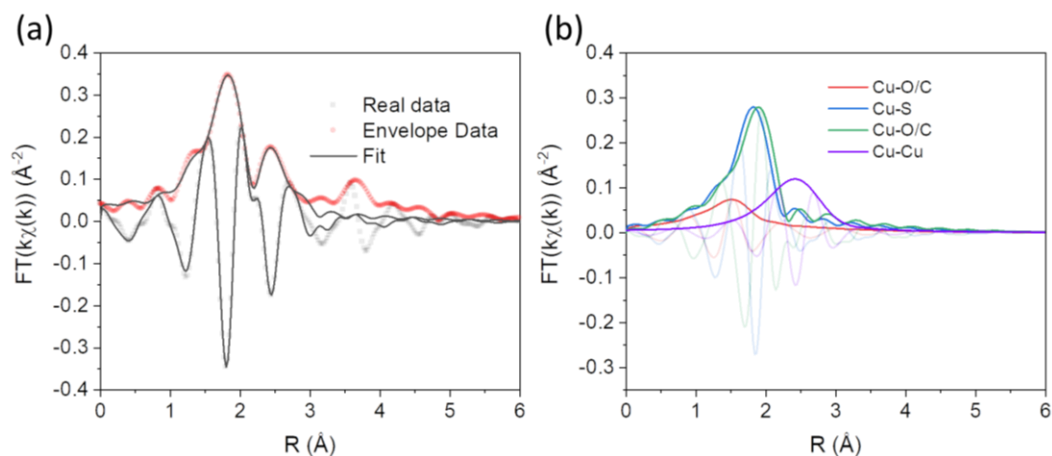 (a)
0.4
0.3
0.2
0.1
0.0
-0.1
-0.2
-0.3
-0.4
FT(kχ(k)) (Å⁻²)
Real data
Envelope Data
Fit
0 1 2 3 4 5 6
R (Å)
(b)
0.4
0.3
0.2
0.1
0.0
-0.1
-0.2
-0.3
FT(kχ(k)) (Å⁻²)
Cu-O/C
Cu-S
Cu-O/C
Cu-Cu
0 1 2 3 4 5 6
R (Å)